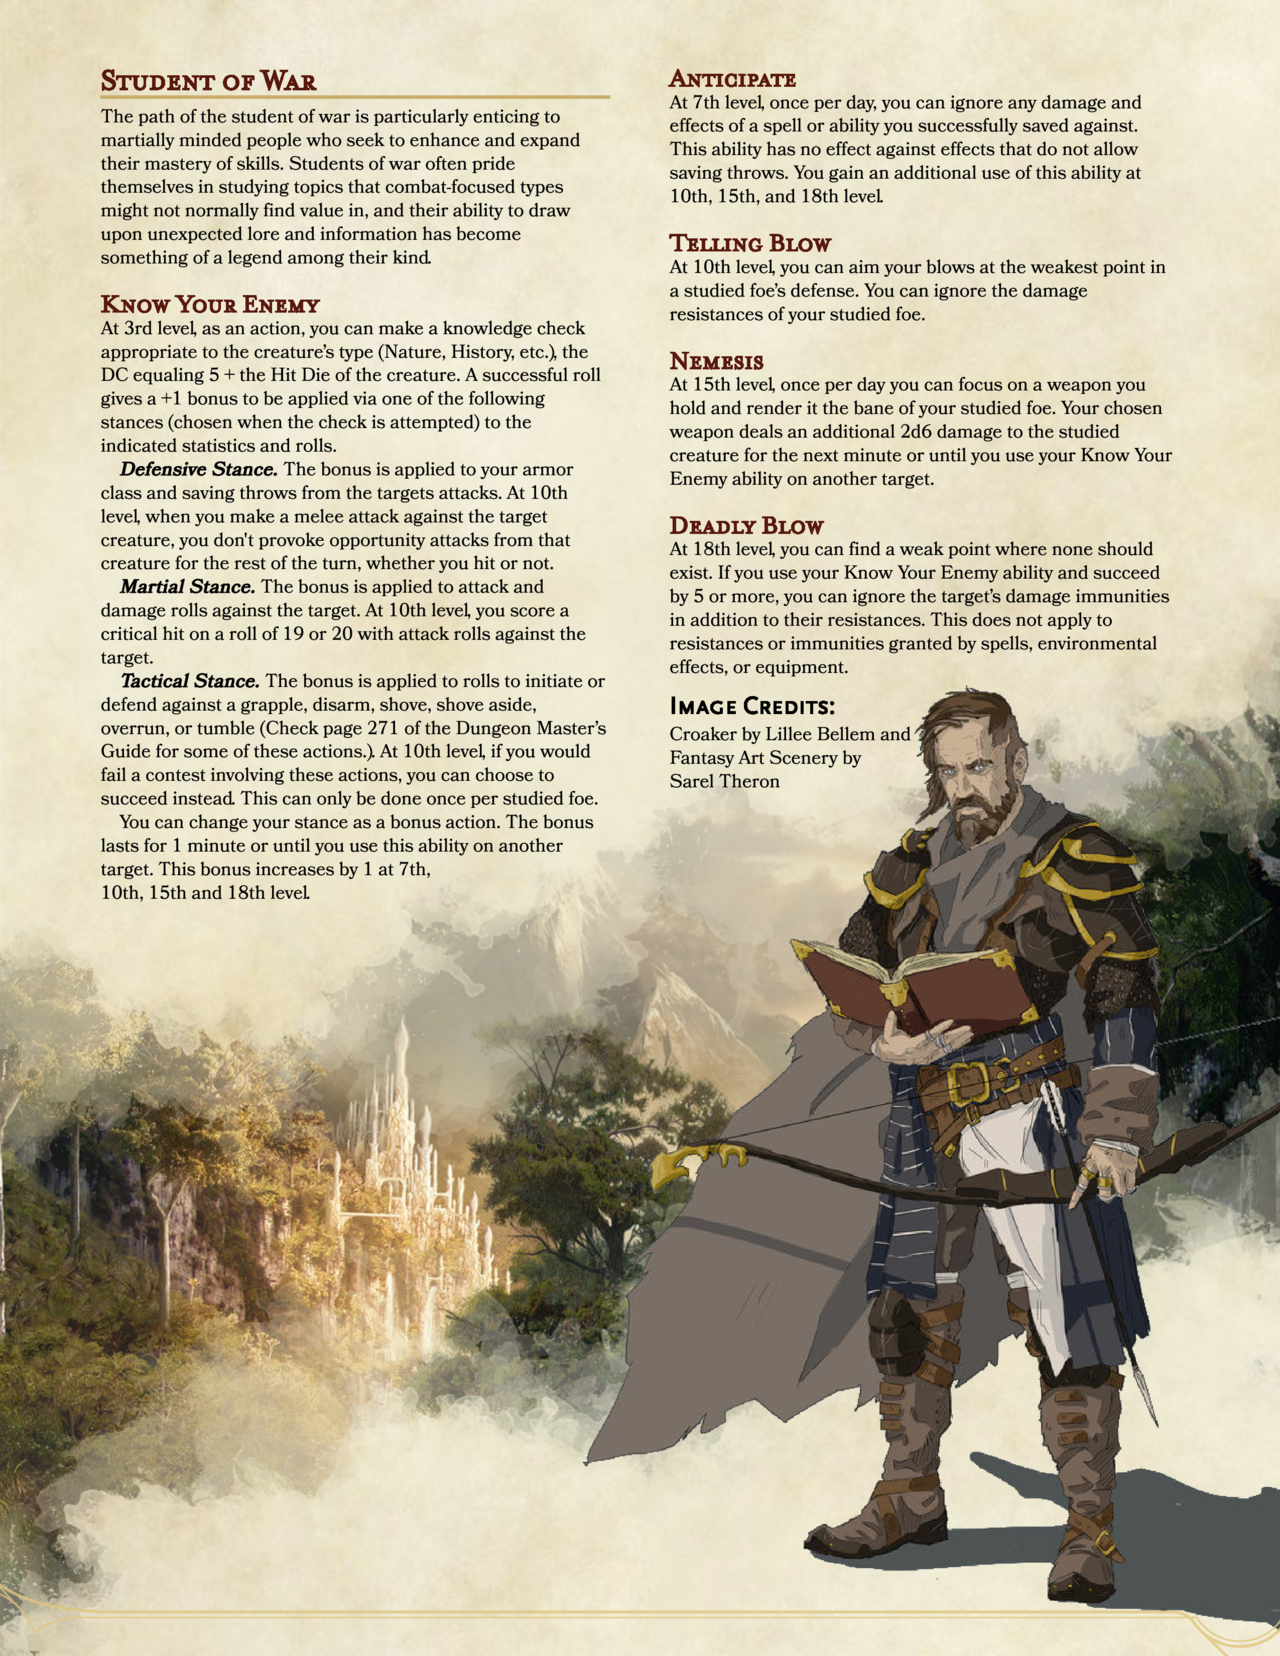 Student of War
The path of the student of war is particularly enticing to
martially minded people who seek to enhance and expand
their mastery of skills. Students of war often pride
themselves in studying topics that combat-focused types
might not normally find value in, and their ability to draw
upon unexpected lore and information has become
something of a legend among their kind.
Know Your Enemy
At 3rd level, as an action, you can make a knowledge check
appropriate to the creature's type (Nature, History, etc.), the
DC equaling 5 + the Hit Die of the creature. A successful roll
gives a +1 bonus to be applied via one of the following
stances (chosen when the check is attempted) to the
indicated statistics and rolls.
Defensive Stance. The bonus is applied to your armor
class and saving throws from the targets attacks. At 10th
level, when you make a melee attack against the target
creature, you don't provoke opportunity attacks from that
creature for the rest of the turn, whether you hit or not.
Martial Stance. The bonus is applied to attack and
damage rolls against the target. At 10th level, you score a
critical hit on a roll of 19 or 20 with attack rolls against the
target.
Tactical Stance. The bonus is applied to rolls to initiate or
defend against a grapple, disarm, shove, shove aside,
overrun, or tumble (Check page 271 of the Dungeon Master's
Guide for some of these actions.). At 10th level, if you would
fail a contest involving these actions, you can choose to
succeed instead. This can only be done once per studied foe.
You can change your stance as a bonus action. The bonus
lasts for 1 minute or until you use this ability on another
target. This bonus increases by 1 at 7th,
10th, 15th and 18th level.
Anticipate
At 7th level, once per day, you can ignore any damage and
effects of a spell or ability you successfully saved against.
This ability has no effect against effects that do not allow
saving throws. You gain an additional use of this ability at
10th, 15th, and 18th level.
Telling Blow
At 10th level, you can aim your blows at the weakest point in
a studied foe's defense. You can ignore the damage
resistances of your studied foe.
Nemesis
At 15th level, once per day you can focus on a weapon you
hold and render it the bane of your studied foe. Your chosen
weapon deals an additional 2d6 damage to the studied
creature for the next minute or until you use your Know Your
Enemy ability on another target.
Deadly Blow
At 18th level, you can find a weak point where none should
exist. If you use your Know Your Enemy ability and succeed
by 5 or more, you can ignore the target's damage immunities
in addition to their resistances. This does not apply to
resistances or immunities granted by spells, environmental
effects, or equipment.
Image Credits:
Croaker by Lillee Bellem and
Fantasy Art Scenery by
Sarel Theron